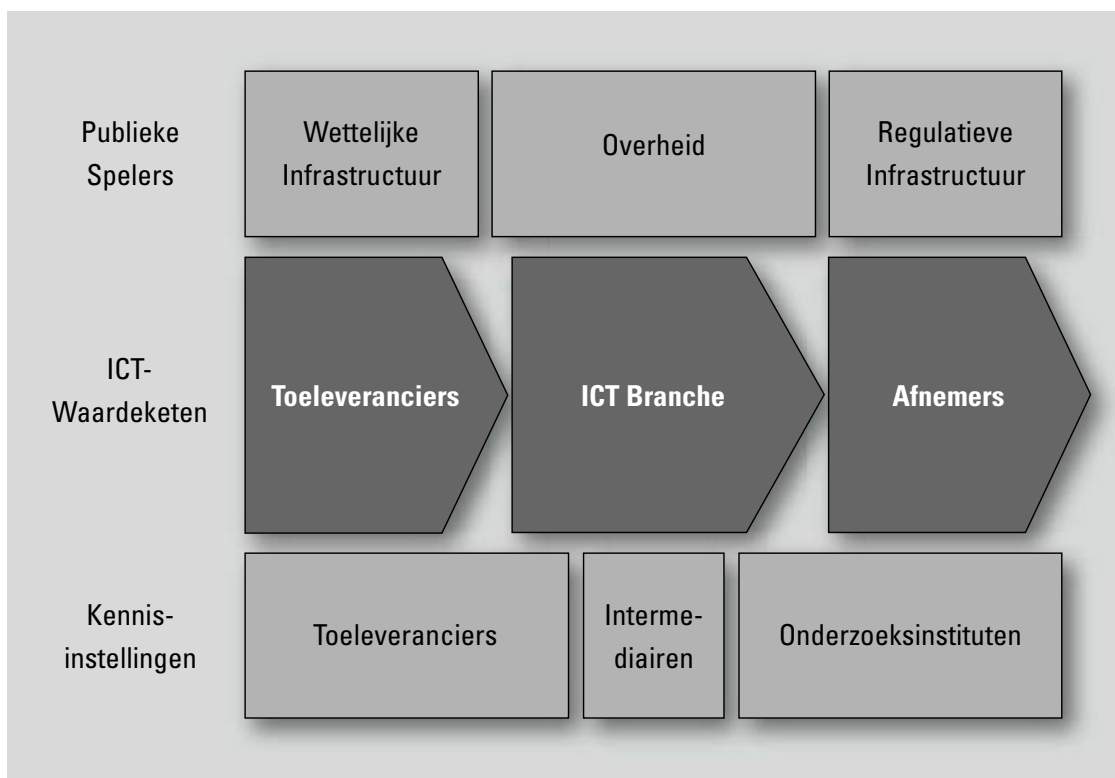 Publieke
Spelers
Wettelijke
Infrastructuur
Overheid
Regulatieve
Infrastructuur
ICT-
Waardeketen
Toeleveranciers
ICT Branche
Afnemers
Kennis-
instellingen
Toeleveranciers
Interme-
diairen
Onderzoeksinstituten